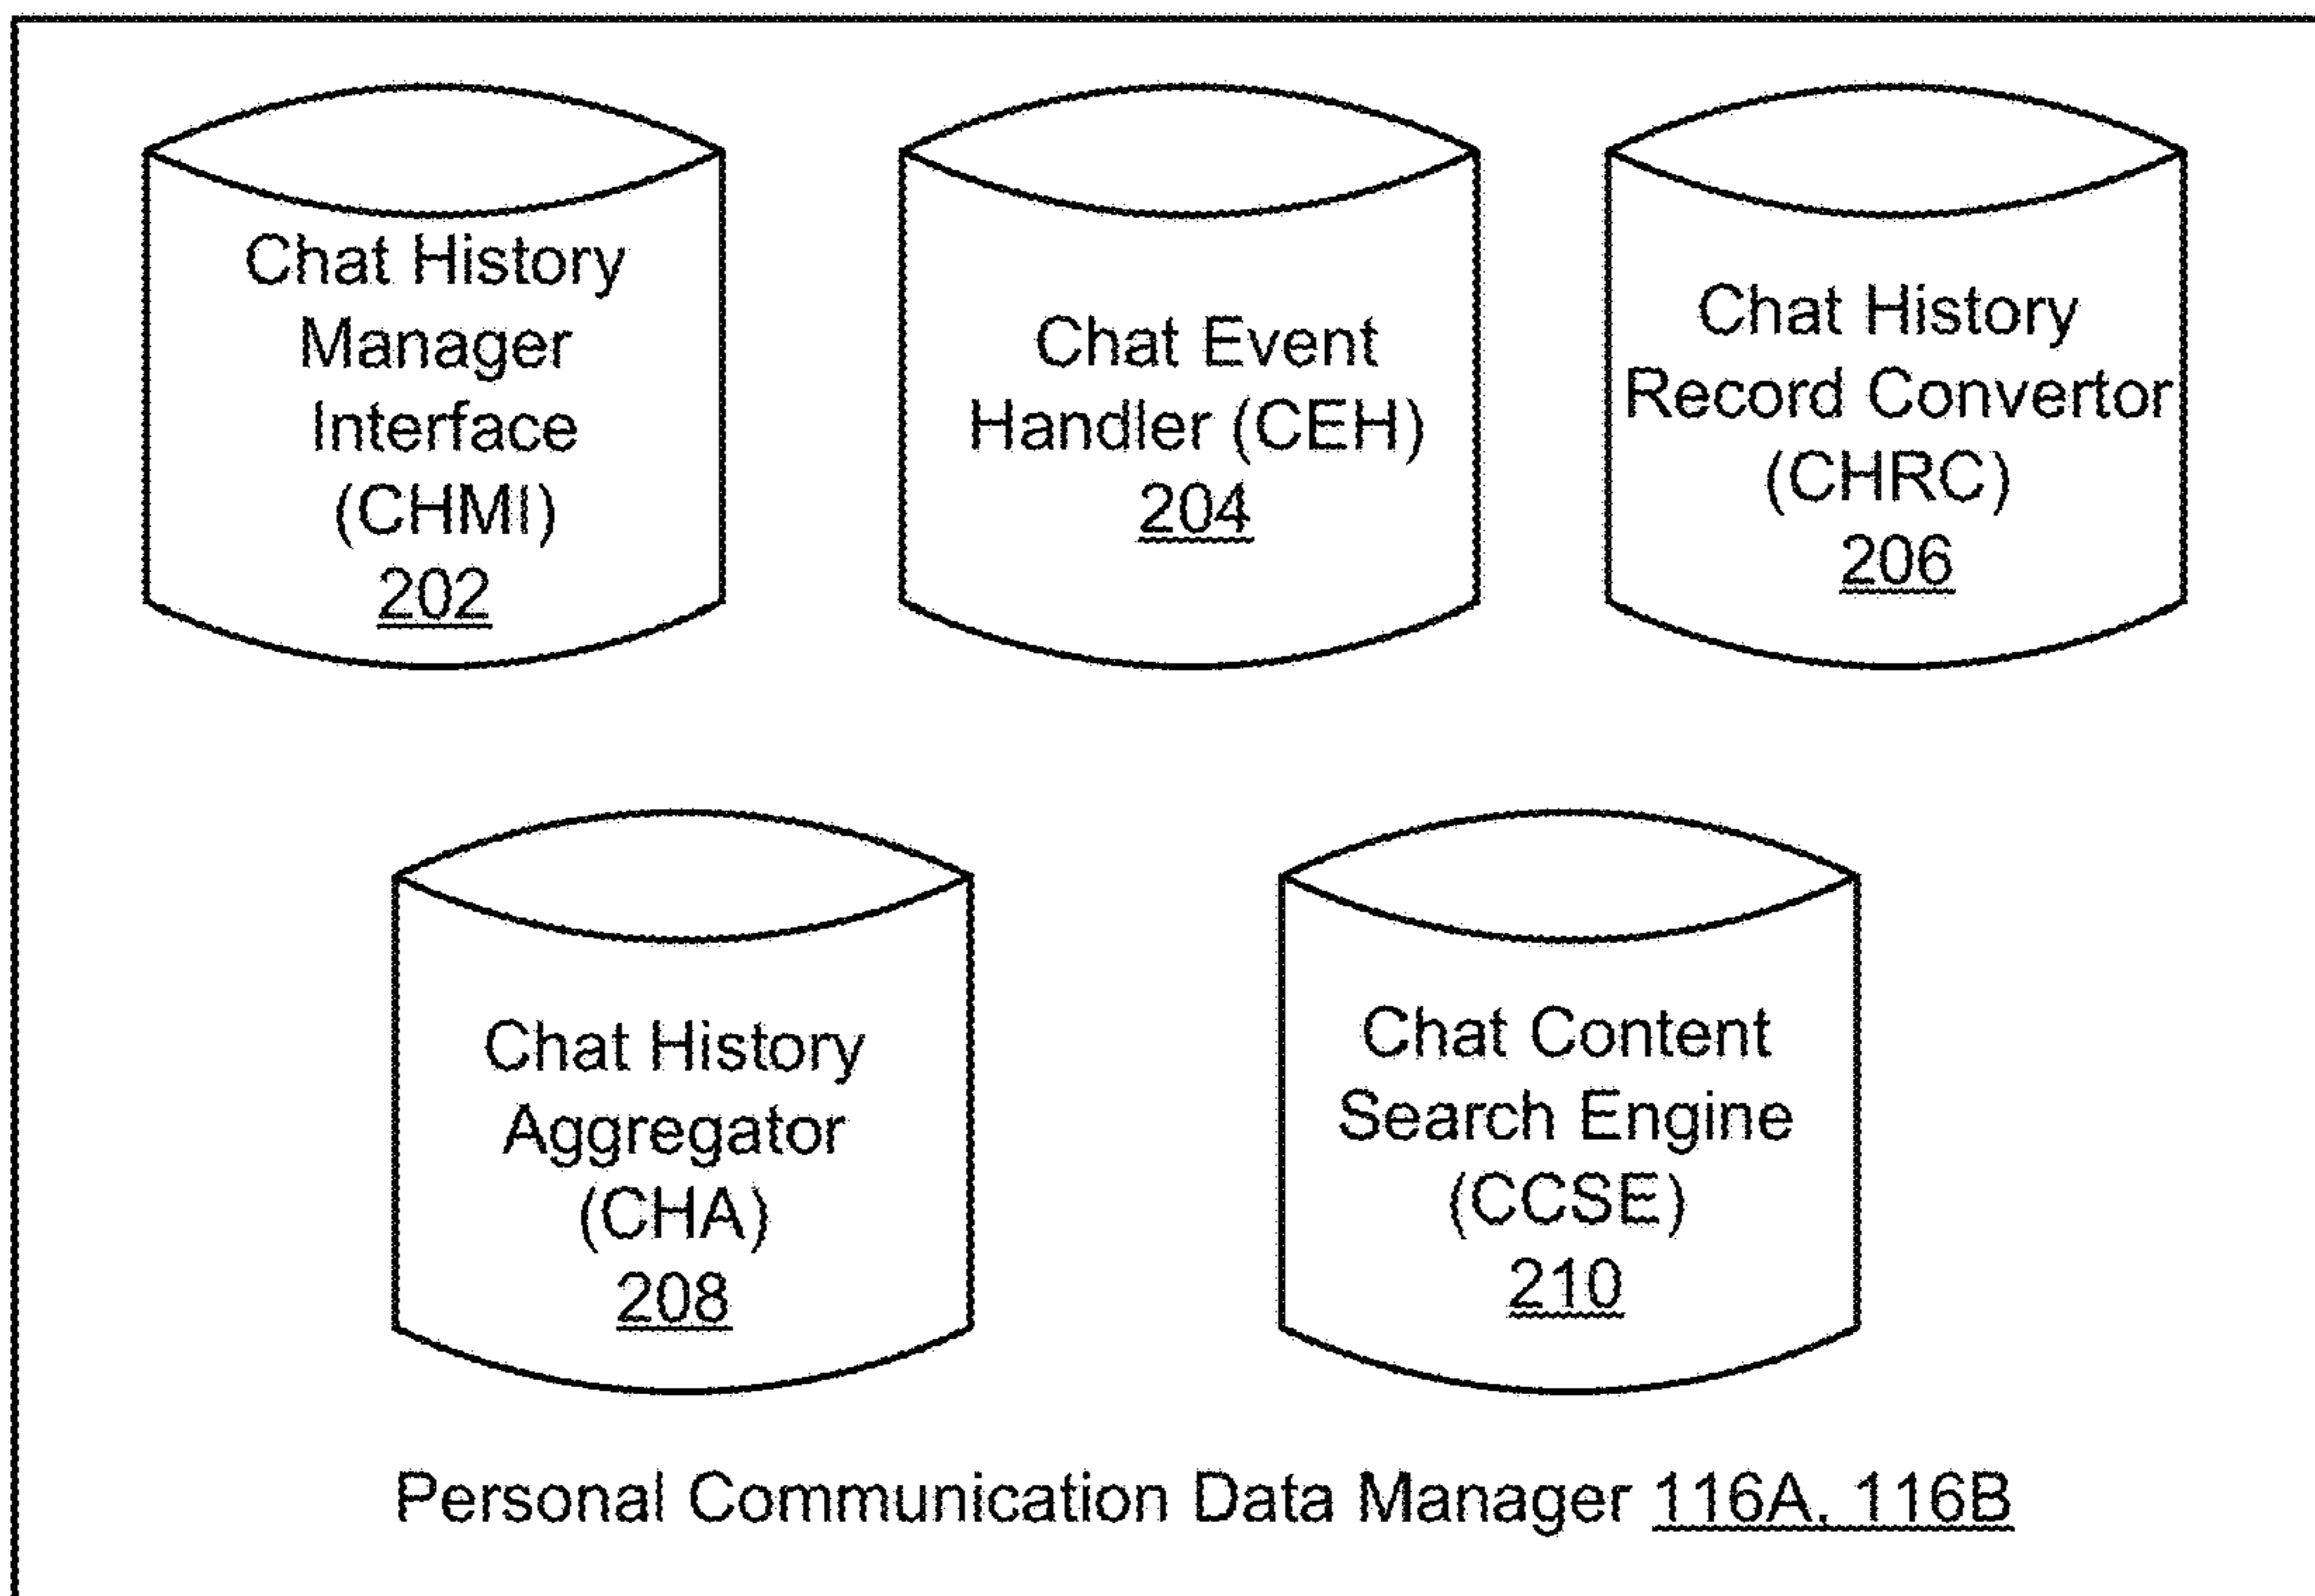 Chat History
Manager
Interface
(CHMI)
202
Chat Event
Handler (CEH)
204
Chat History
Record Convertor
(CHRC)
206
Chat History
Aggregator
(CHA)
208
Chat Content
Search Engine
(CCSE)
210
Personal Communication Data Manager 116A, 116B